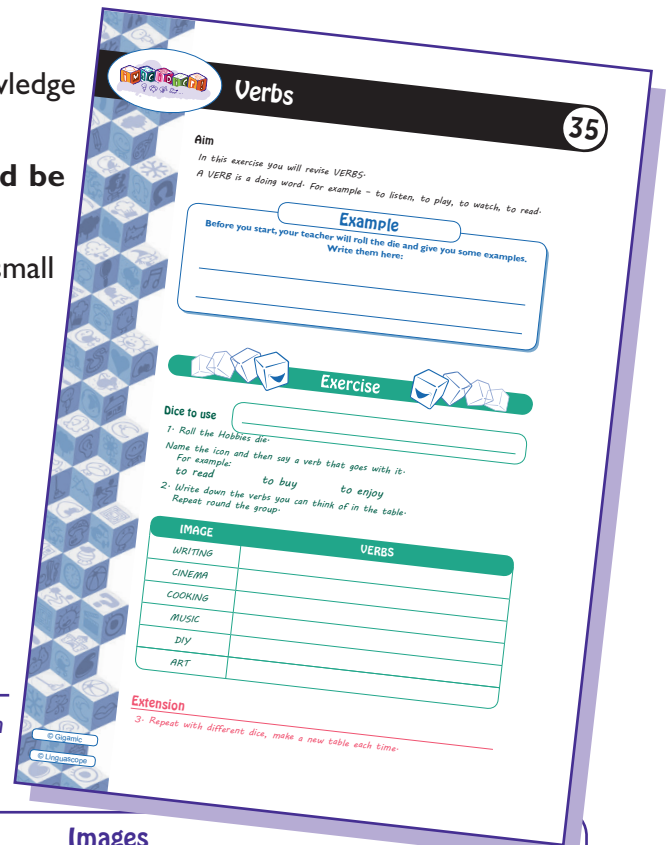 vledge
d be
small
n
Imagidice!
Verbs
35
Aim
In this exercise you will revise VERBS.
A VERB is a doing word. For example - to listen, to play, to watch, to read.
Example
Before you start, your teacher will roll the die and give you some examples.
Write them here:
Exercise
Dice to use
1. Roll the Hobbies die.
Name the icon and then say a verb that goes with it.
For example:
to read to buy to enjoy
2. Write down the verbs you can think of in the table.
Repeat round the group.
IMAGE VERBS
WRITING
CINEMA
COOKING
MUSIC
DIY
ART
Extension
3. Repeat with different dice, make a new table each time.
© Gigamic
© Linguascope
Images